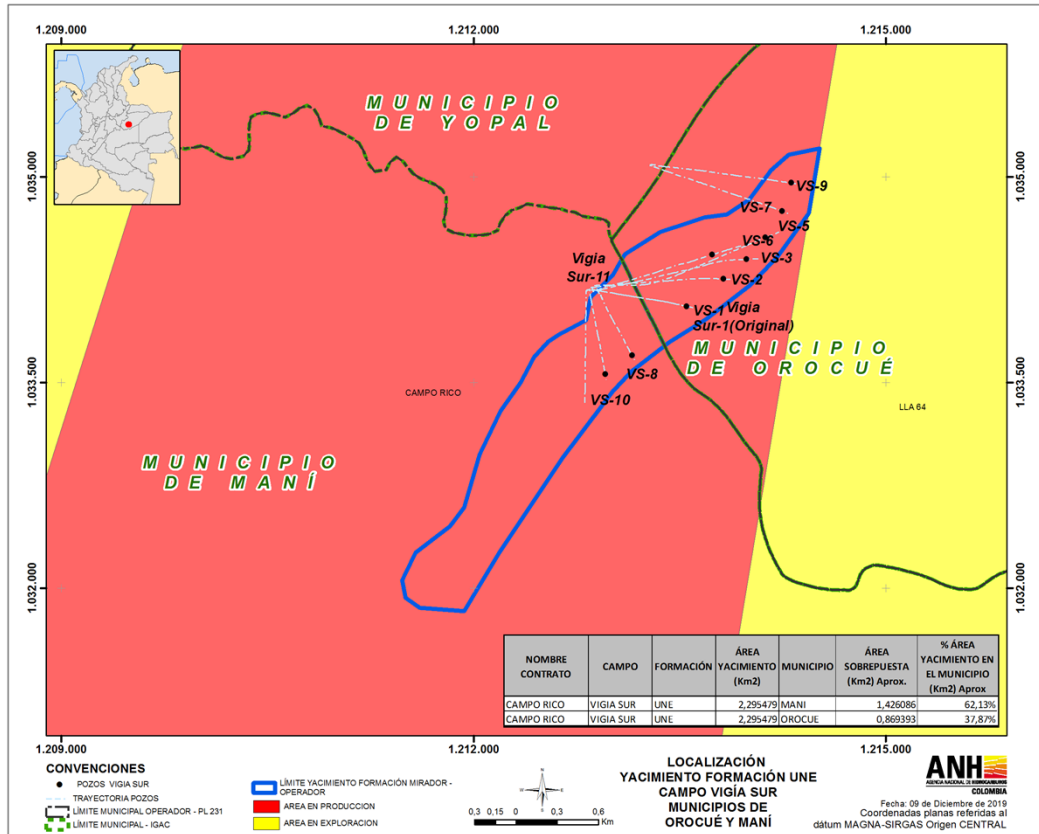 1.209.000
1.212.000
1.215.000
MUNICIPIO
DE YOPAL
1.035.000
1.035.000
VS-9
VS-7
VS-5
VS-6
Vigia
Sur-11
VS-3
VS-2
VS-1
Vigia
Sur-1(Original)
MUNICIPIO
DE OROCUÉ
VS-8
1.033.500
1.033.500
CAMPO RICO
VS-10
LLA 64
MUNICIPIO
DE MANÍ
1.032.000
1.032.000
NOMBRE CONTRATO CAMPO FORMACIÓN ÁREA YACIMIENTO (Km2) MUNICIPIO ÁREA SOBREPUESTA (Km2) Aprox. % ÁREA YACIMIENTO EN EL MUNICIPIO (Km2) Aprox
CAMPO RICO VIGIA SUR UNE 2,295479 MANI 1,426086 62,13%
CAMPO RICO VIGIA SUR UNE 2,295479 OROCUE 0,869393 37,87%
1.209.000
1.212.000
1.215.000
CONVENCIONES
POZOS VIGIA SUR
TRAYECTORIA POZOS
LÍMITE MUNICIPAL OPERADOR - PL 231
LÍMITE MUNICIPAL - IGAC
LÍMITE YACIMIENTO FORMACIÓN MIRADOR -
OPERADOR
AREA EN PRODUCCION
AREA EN EXPLORACION
N
W E
S
0,3 0,15 0 0,3 0,6
Km
LOCALIZACIÓN
YACIMIENTO FORMACIÓN UNE
CAMPO VIGÍA SUR
MUNICIPIOS DE
OROCUÉ Y MANÍ
ANH
AGENCIA NACIONAL DE HIDROCARBUROS
COLOMBIA
Fecha: 09 de Diciembre de 2019
Coordenadas planas referidas al
dátum MAGNA-SIRGAS Origen CENTRAL